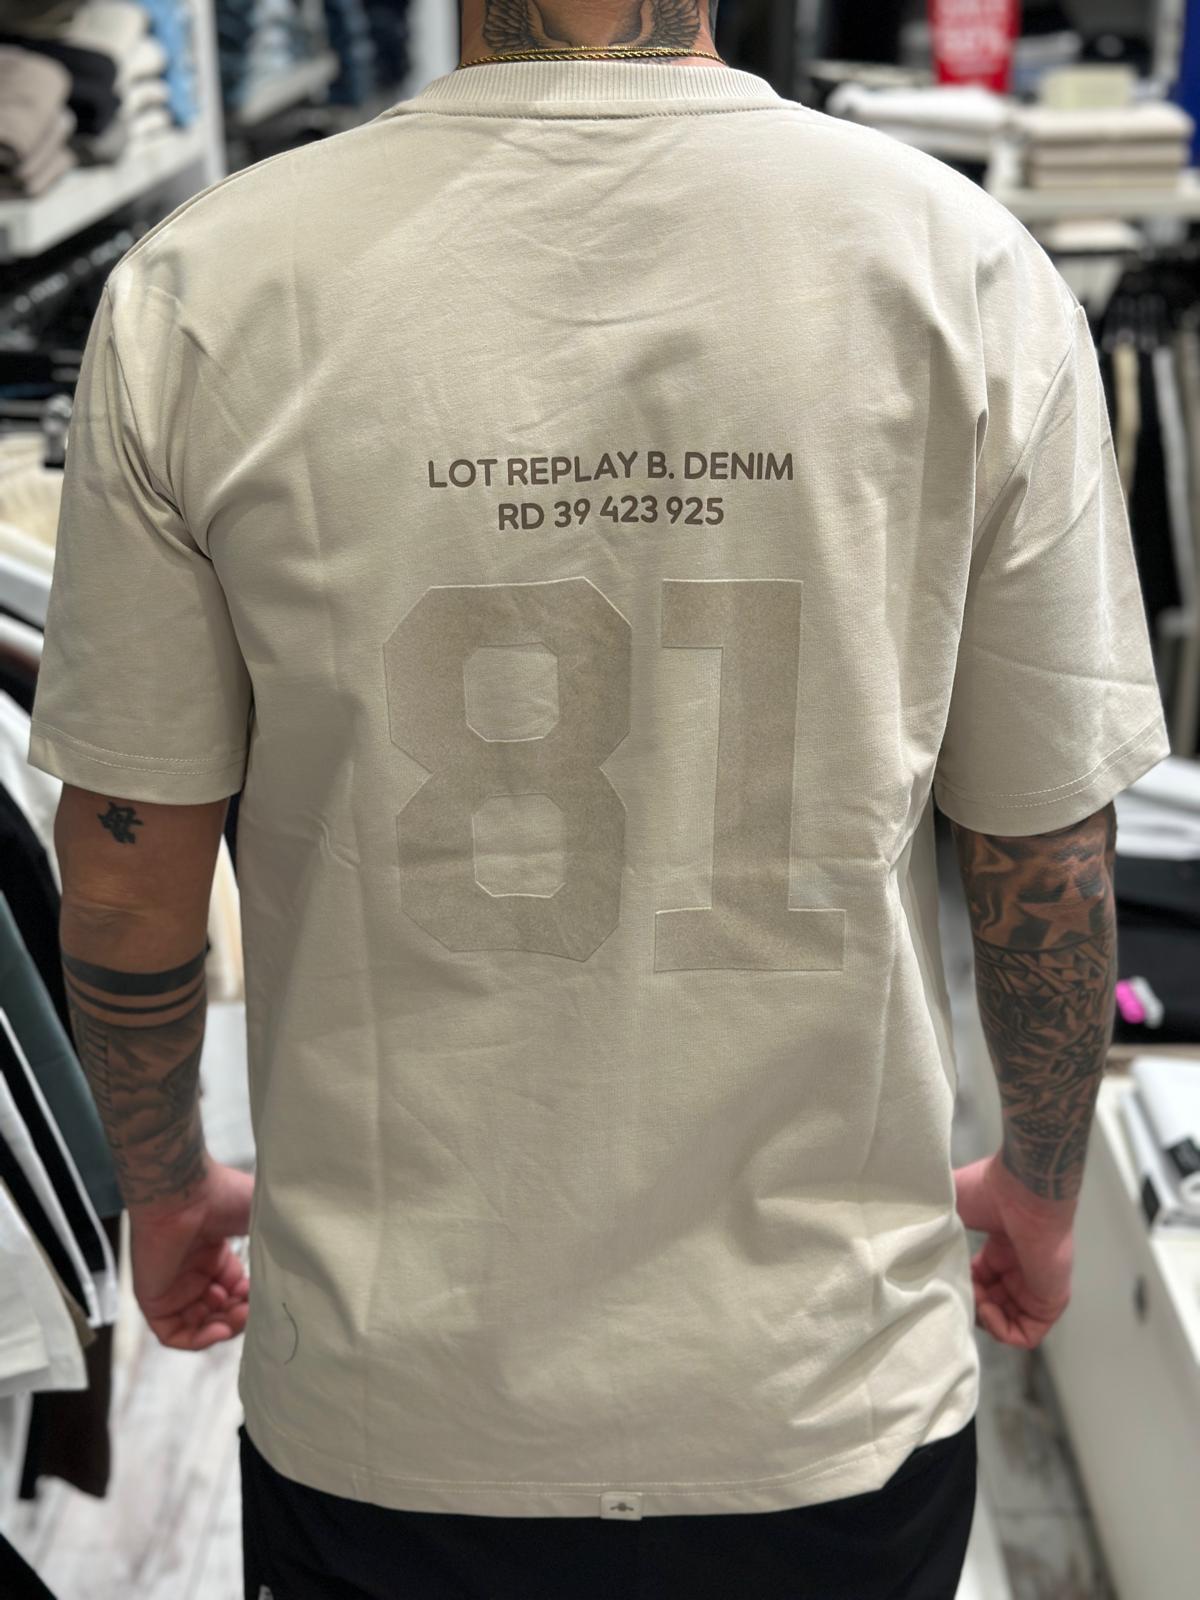 LOT REPLAY B. DENIM
RD 39 423 925
81